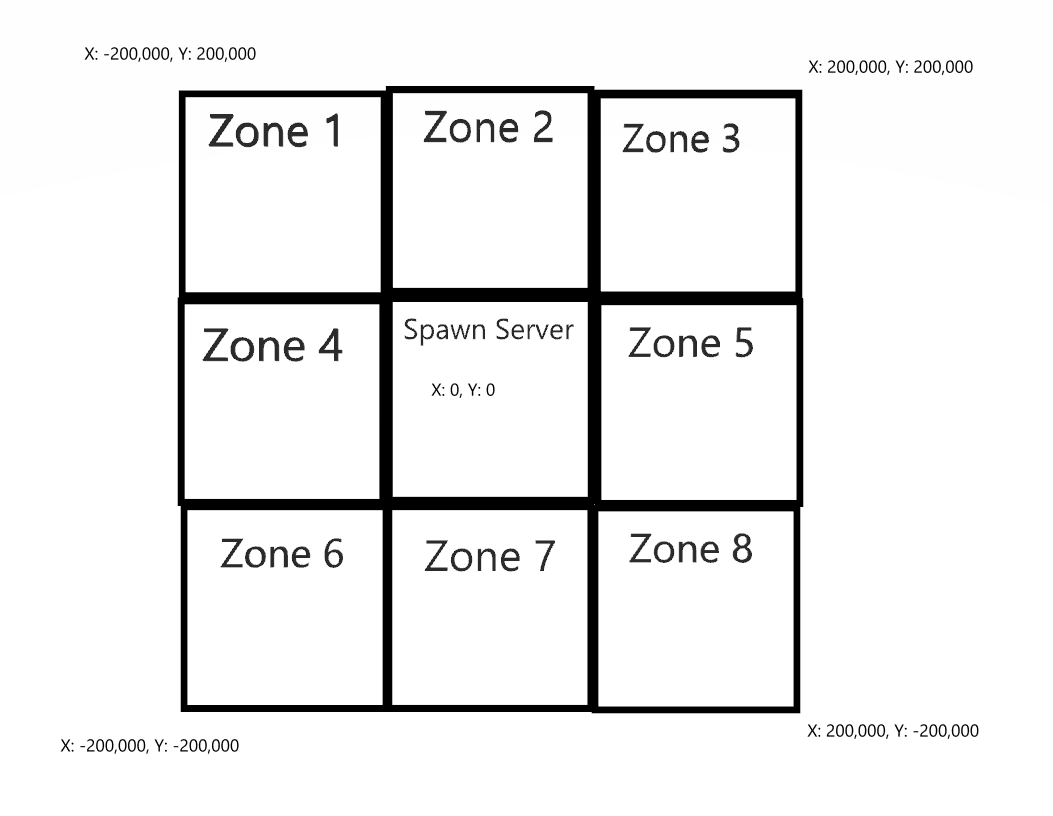 X: -200,000, Y: 200,000
X: 200,000, Y: 200,000
Zone 1
Zone 2
Zone 3
Zone 4
Spawn Server
X: 0, Y: 0
Zone 5
Zone 6
Zone 7
Zone 8
X: -200,000, Y: -200,000
X: 200,000, Y: -200,000